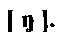 [ ŋ ].